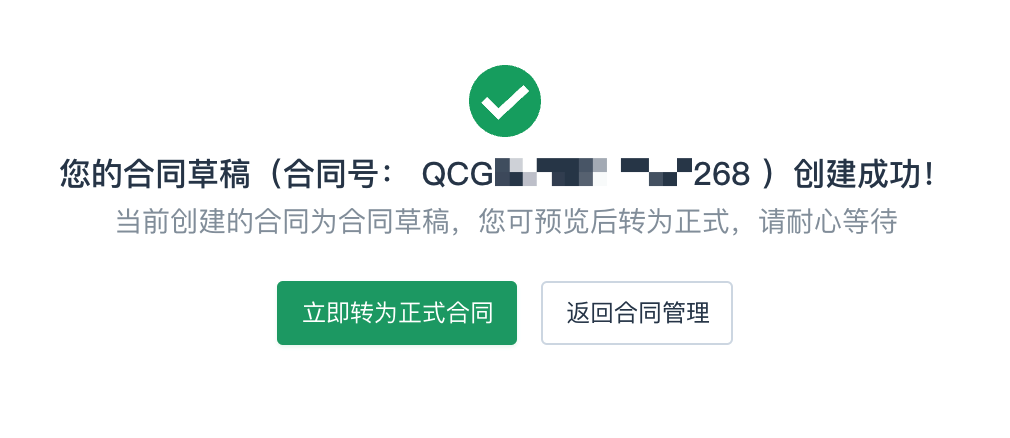 您的合同草稿（合同号： QCG 268 ）创建成功！
当前创建的合同为合同草稿，您可预览后转为正式，请耐心等待
立即转为正式合同
返回合同管理